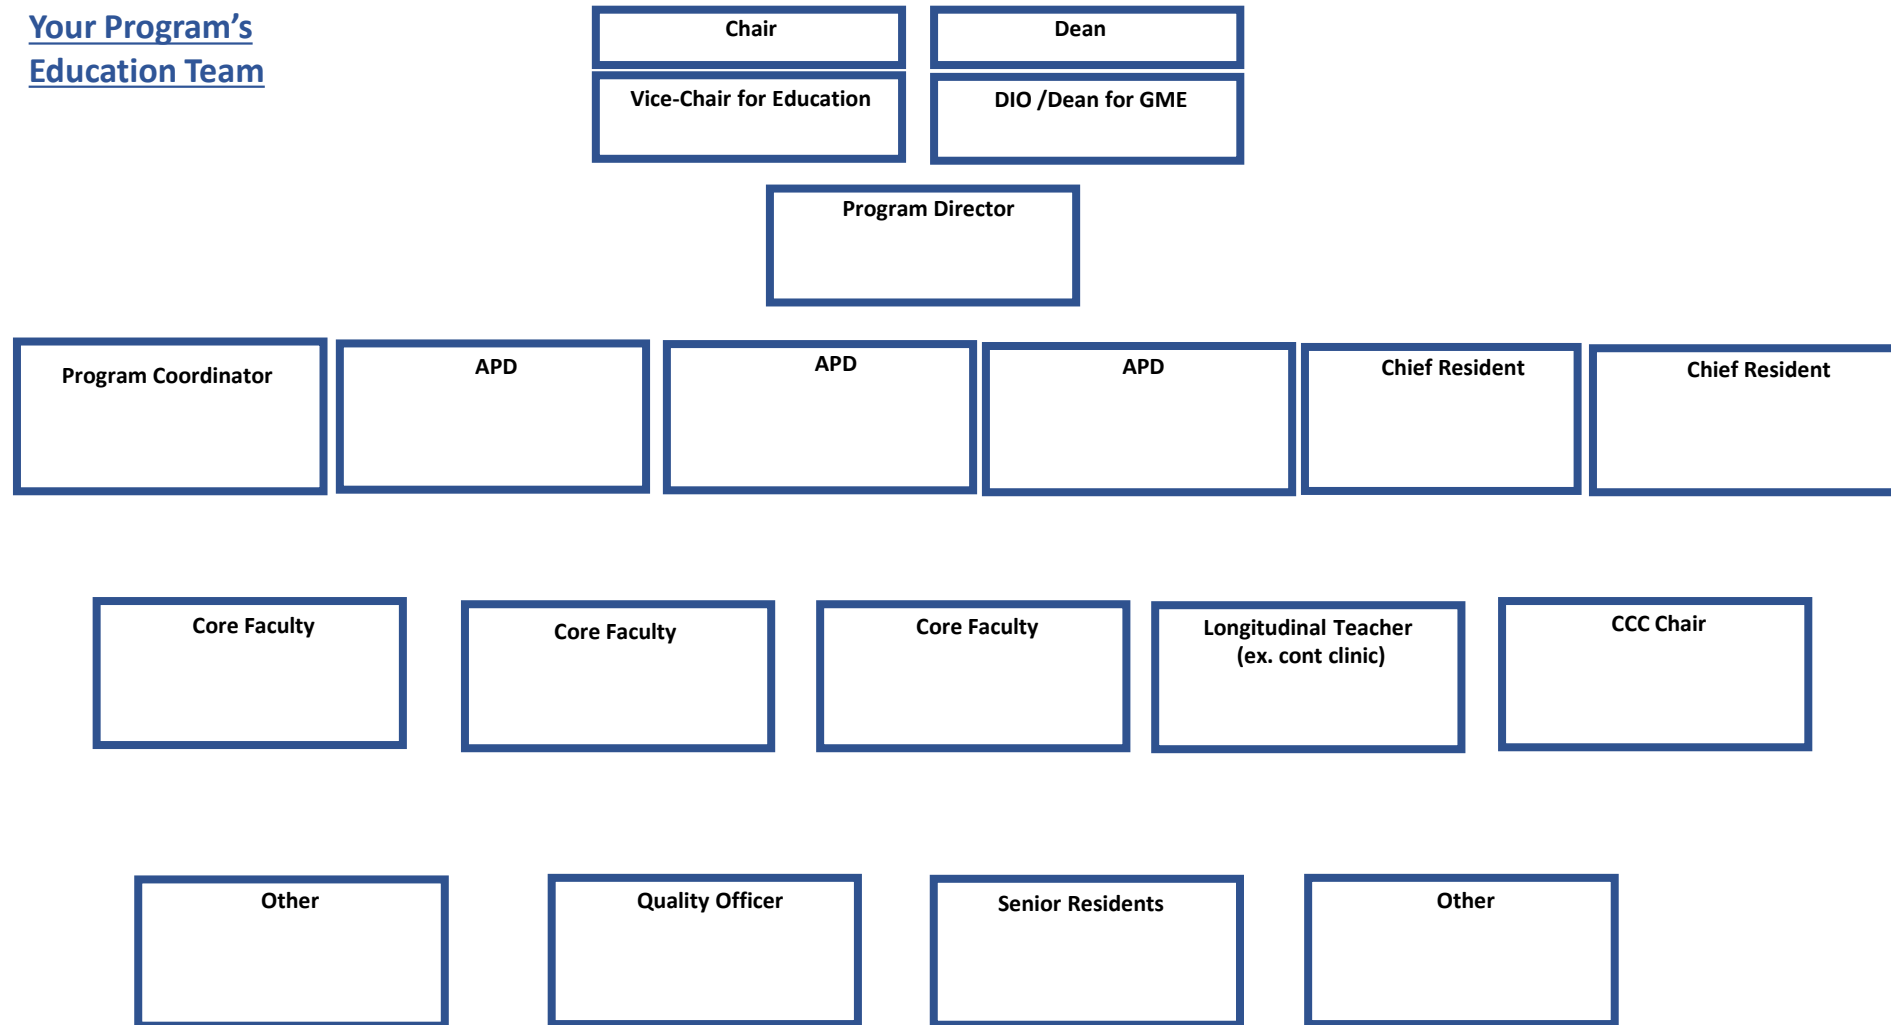 Your Program’s
Education Team
Chair
Dean
Vice-Chair for Education
DIO /Dean for GME
Program Director
Program Coordinator
APD
APD
APD
Chief Resident
Chief Resident
Core Faculty
Core Faculty
Core Faculty
Longitudinal Teacher
(ex. cont clinic)
CCC Chair
Other
Quality Officer
Senior Residents
Other